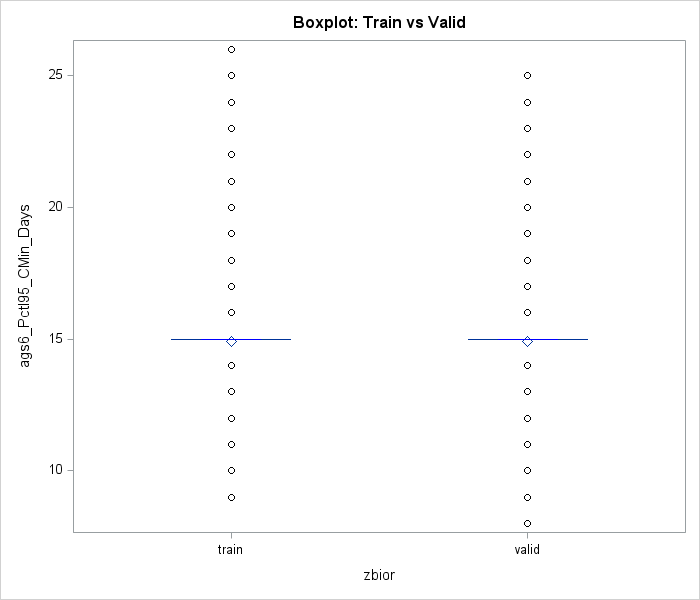 Boxplot: Train vs Valid
25
20
15
10
ags6_Pctl95_CMin_Days
train
valid
zbior